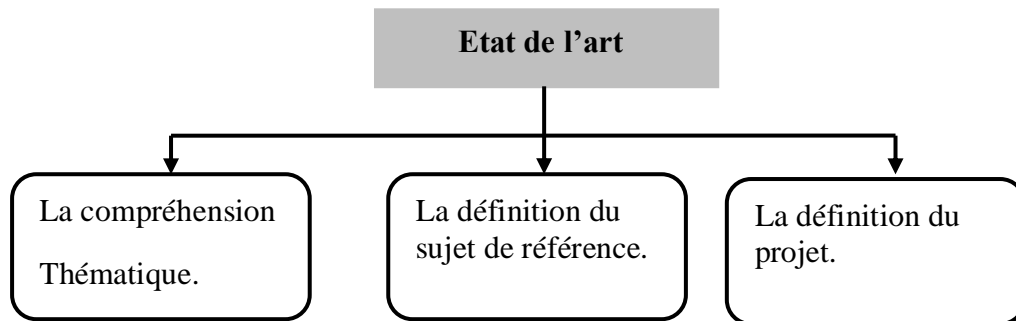 Etat de l’art
La compréhension
Thématique.
La définition du
sujet de référence.
La définition du
projet.